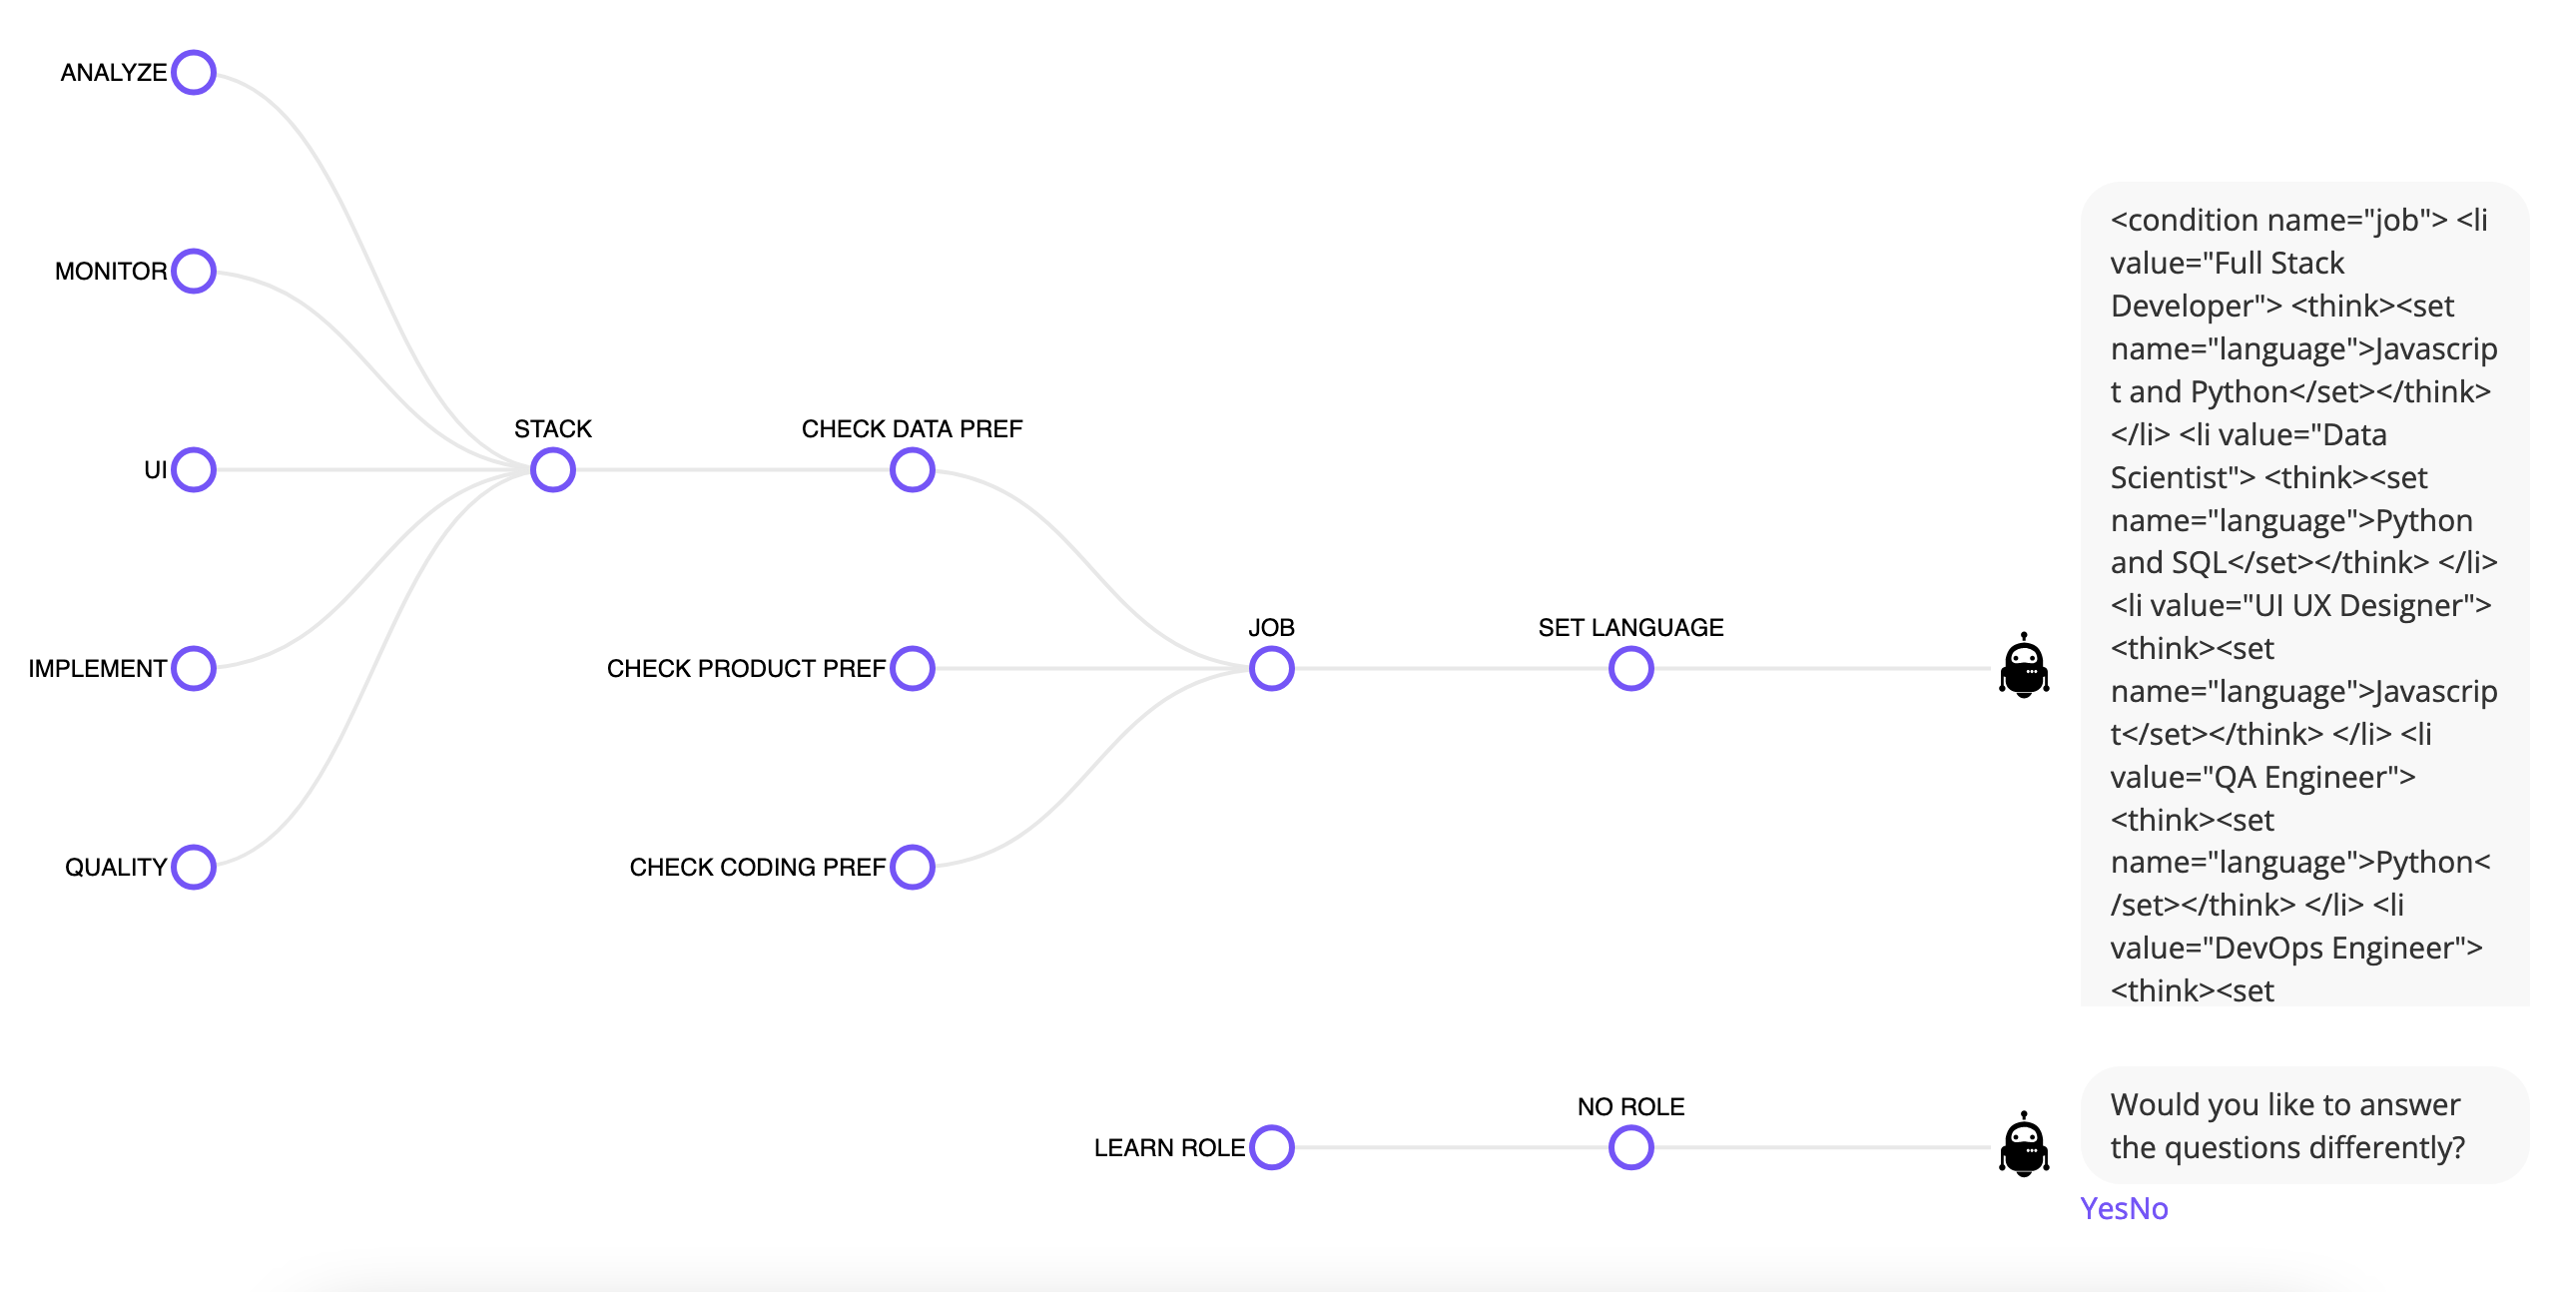 ANALYZE
MONITOR
UI
IMPLEMENT
QUALITY
STACK
CHECK DATA PREF
CHECK PRODUCT PREF
CHECK CODING PREF
JOB
SET LANGUAGE
<condition name="job"> <li
value="Full Stack
Developer"> <think><set
name="language">Javascrip
t and Python</set></think>
</li> <li value="Data
Scientist"> <think><set
name="language">Python
and SQL</set></think> </li>
<li value="UI UX Designer">
<think><set
name="language">Javascrip
t</set></think> </li> <li
value="QA Engineer">
<think><set
name="language">Python<
/set></think> </li> <li
value="DevOps Engineer">
<think><set
LEARN ROLE
NO ROLE
Would you like to answer
the questions differently?
YesNo